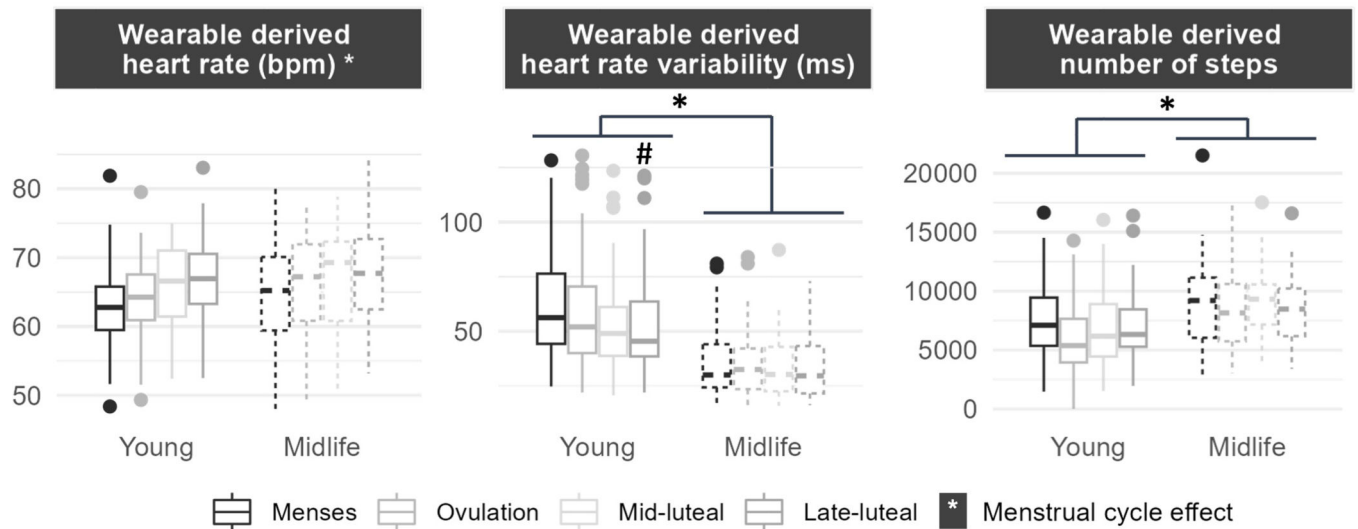 Wearable derived
heart rate (bpm) *
Wearable derived
heart rate variability (ms)
Wearable derived
number of steps
*
*
#
80
70
60
50
100
50
20000
15000
10000
5000
0
Young
Midlife
Young
Midlife
Young
Midlife
Menses
Ovulation
Mid-luteal
Late-luteal
* Menstrual cycle effect